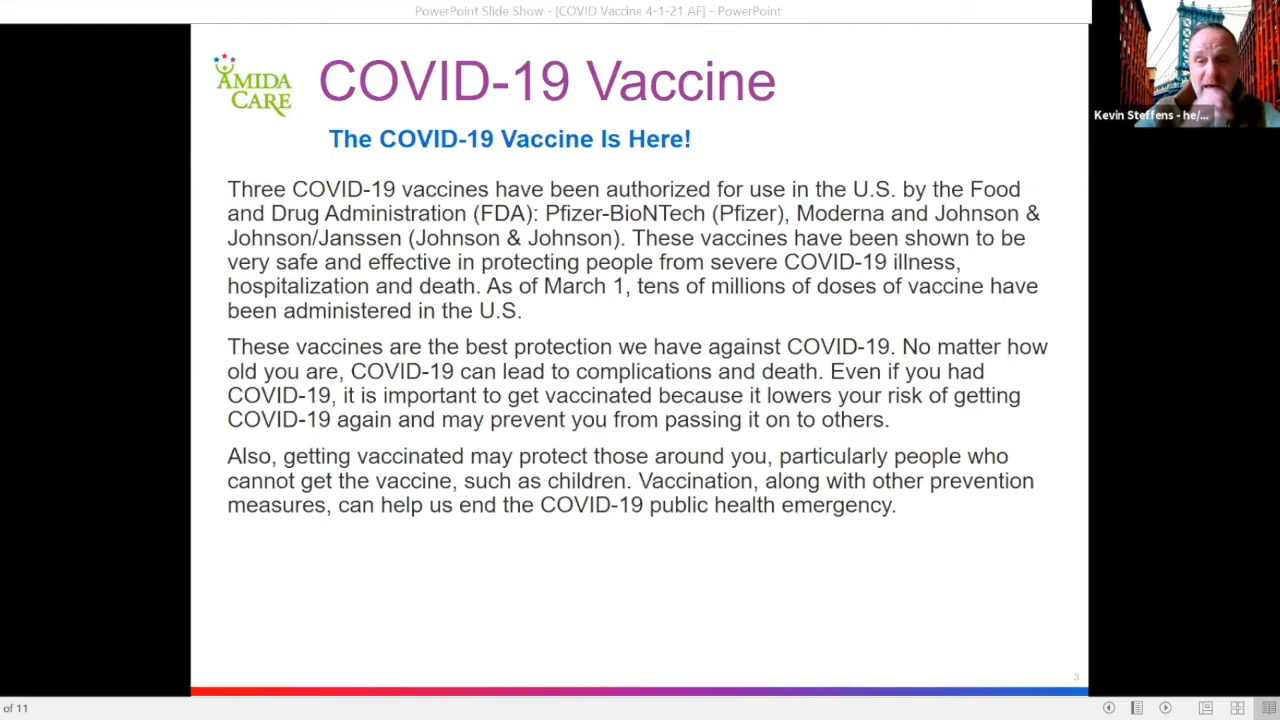 PowerPoint Slide Show - [COVID Vaccine 4-1-21 AF] - PowerPoint
AMIDA
CARE
COVID-19 Vaccine
The COVID-19 Vaccine Is Here!
Kevin Steffens - he/...
Three COVID-19 vaccines have been authorized for use in the U.S. by the Food
and Drug Administration (FDA): Pfizer-BioNTech (Pfizer), Moderna and Johnson &
Johnson/Janssen (Johnson & Johnson). These vaccines have been shown to be
very safe and effective in protecting people from severe COVID-19 illness,
hospitalization and death. As of March 1, tens of millions of doses of vaccine have
been administered in the U.S.
These vaccines are the best protection we have against COVID-19. No matter how
old you are, COVID-19 can lead to complications and death. Even if you had
COVID-19, it is important to get vaccinated because it lowers your risk of getting
COVID-19 again and may prevent you from passing it on to others.
Also, getting vaccinated may protect those around you, particularly people who
cannot get the vaccine, such as children. Vaccination, along with other prevention
measures, can help us end the COVID-19 public health emergency.
3
of 11